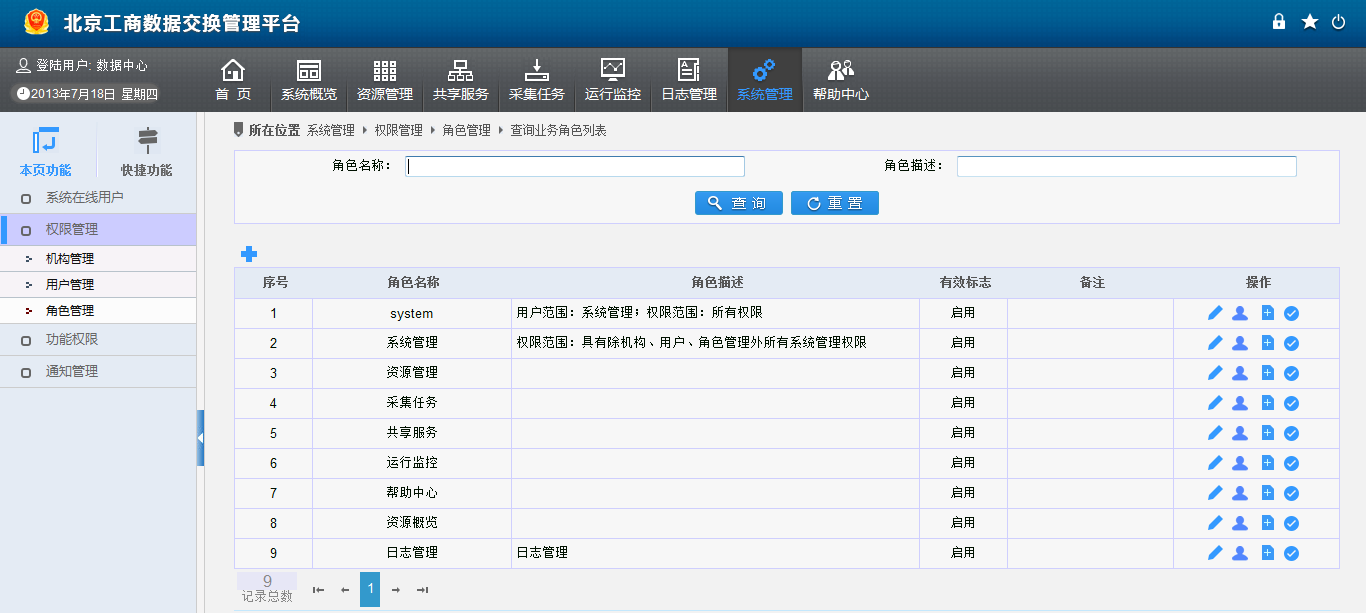 北京工商数据交换管理平台
登陆用户: 数据中心
2013年7月18日 星期四
首 页
系统概览
资源管理
共享服务
采集任务
运行监控
日志管理
系统管理
帮助中心
本页功能
快捷功能
系统在线用户
权限管理
机构管理
用户管理
角色管理
功能权限
通知管理
所在位置 系统管理 权限管理 角色管理 查询业务角色列表
角色名称: 角色描述:
查 询 重 置
序号 角色名称 角色描述 有效标志 备注 操作
1 system 用户范围：系统管理；权限范围：所有权限 启用
2 系统管理 权限范围：具有除机构、用户、角色管理外所有系统管理权限 启用
3 资源管理 启用
4 采集任务 启用
5 共享服务 启用
6 运行监控 启用
7 帮助中心 启用
8 资源概览 启用
9 日志管理 日志管理 启用
9
记录总数
1